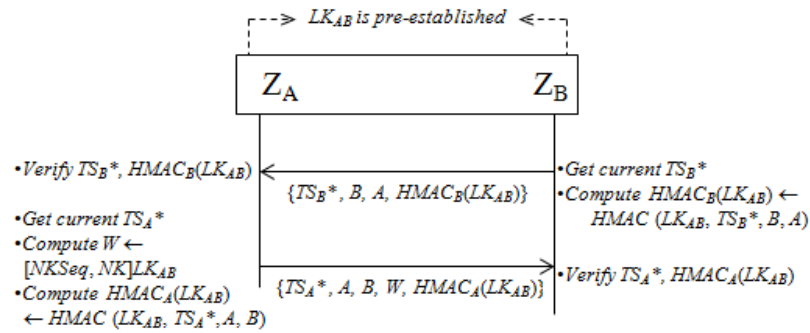 LK_AB is pre-established
Z_A
Z_B
•Verify TS_B*, HMAC_B(LK_AB)
{TS_B*, B, A, HMAC_B(LK_AB)}
•Get current TS_B*
•Compute HMAC_B(LK_AB) ←
HMAC (LK_AB, TS_B*, B, A)
•Get current TS_A*
•Compute W ←
[NKSeq, NK]LK_AB
•Compute HMAC_A(LK_AB)
← HMAC (LK_AB, TS_A*, A, B)
{TS_A*, A, B, W, HMAC_A(LK_AB)}
•Verify TS_A*, HMAC_A(LK_AB)